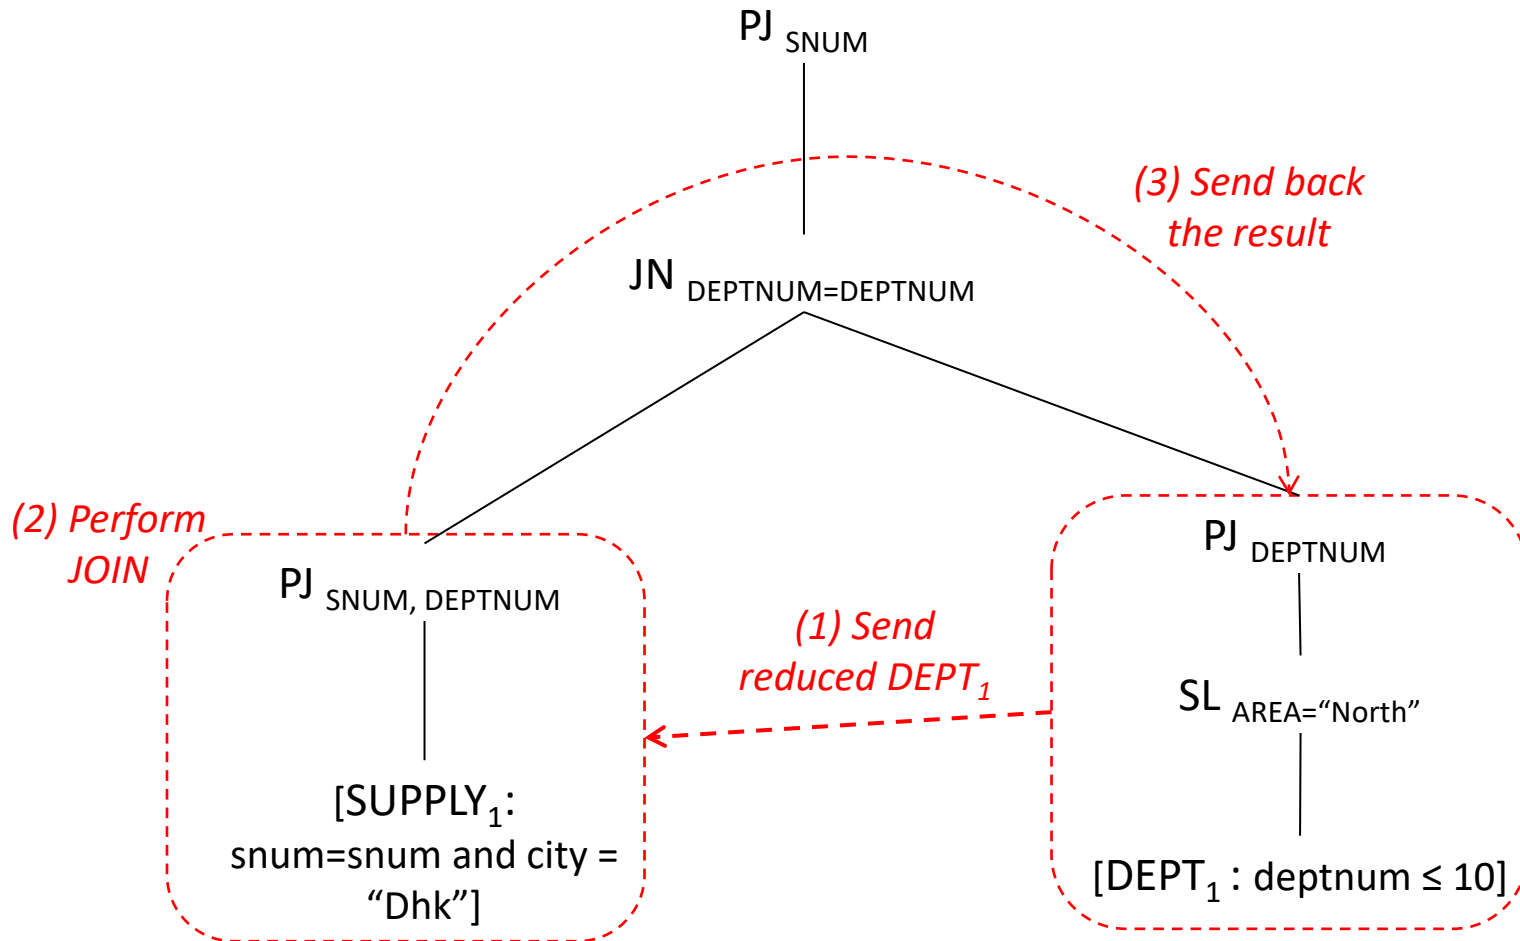 PJ SNUM
(3) Send back
the result
JN DEPTNUM=DEPTNUM
(2) Perform
JOIN
PJ SNUM, DEPTNUM
[SUPPLY1:
snum=snum and city =
“Dhk”]
(1) Send
reduced DEPT1
PJ DEPTNUM
SL AREA=“North”
[DEPT1 : deptnum ≤ 10]